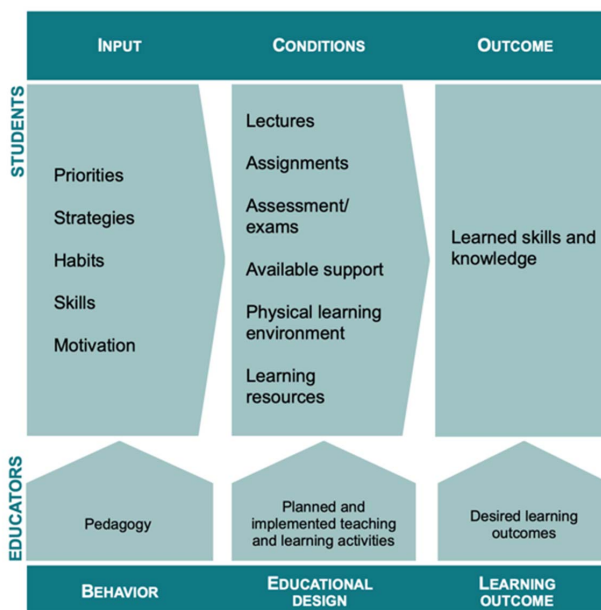 INPUT
CONDITIONS
OUTCOME
STUDENTS
Priorities
Strategies
Habits
Skills
Motivation
Lectures
Assignments
Assessment/
exams
Available support
Physical learning
environment
Learning
resources
Learned skills and
knowledge
EDUCATORS
Pedagogy
Planned and
implemented teaching
and learning activities
Desired learning
outcomes
BEHAVIOR
EDUCATIONAL
DESIGN
LEARNING
OUTCOME